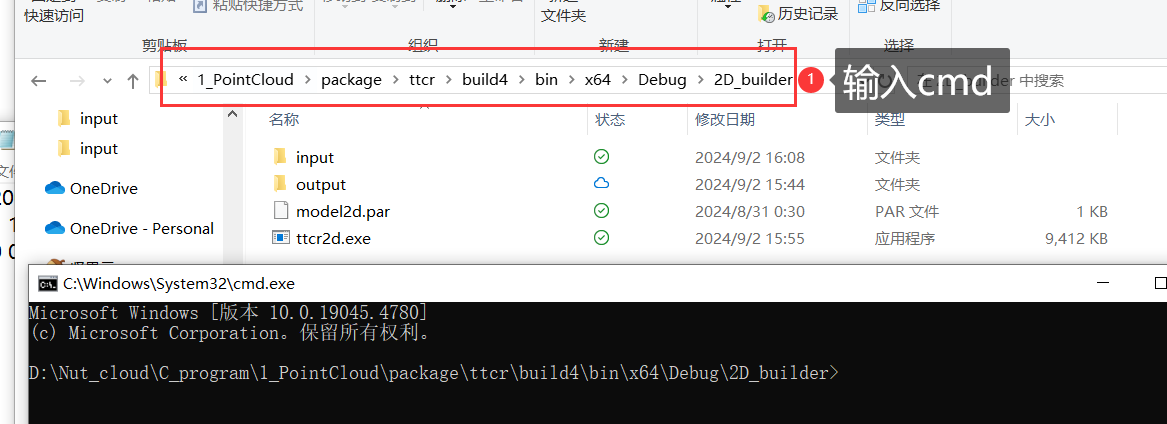 快速访问
粘贴快捷方式
文件夹
历史记录
反向选择
剪贴板
组织
新建
打开
选择
« 1_PointCloud > package > ttcr > build4 > bin > x64 > Debug > 2D_builder
1
输入cmd
中搜索
名称 状态 修改日期 类型 大小
input
input
OneDrive
OneDrive - Personal
input 2024/9/2 16:08 文件夹
output 2024/9/2 15:44 文件夹
model2d.par 2024/8/31 0:30 PAR 文件 1 KB
ttcr2d.exe 2024/9/2 15:55 应用程序 9,412 KB
C:\Windows\System32\cmd.exe
Microsoft Windows [版本 10.0.19045.4780]
(c) Microsoft Corporation。保留所有权利。
D:\Nut_cloud\C_program\1_PointCloud\package\ttcr\build4\bin\x64\Debug\2D_builder>